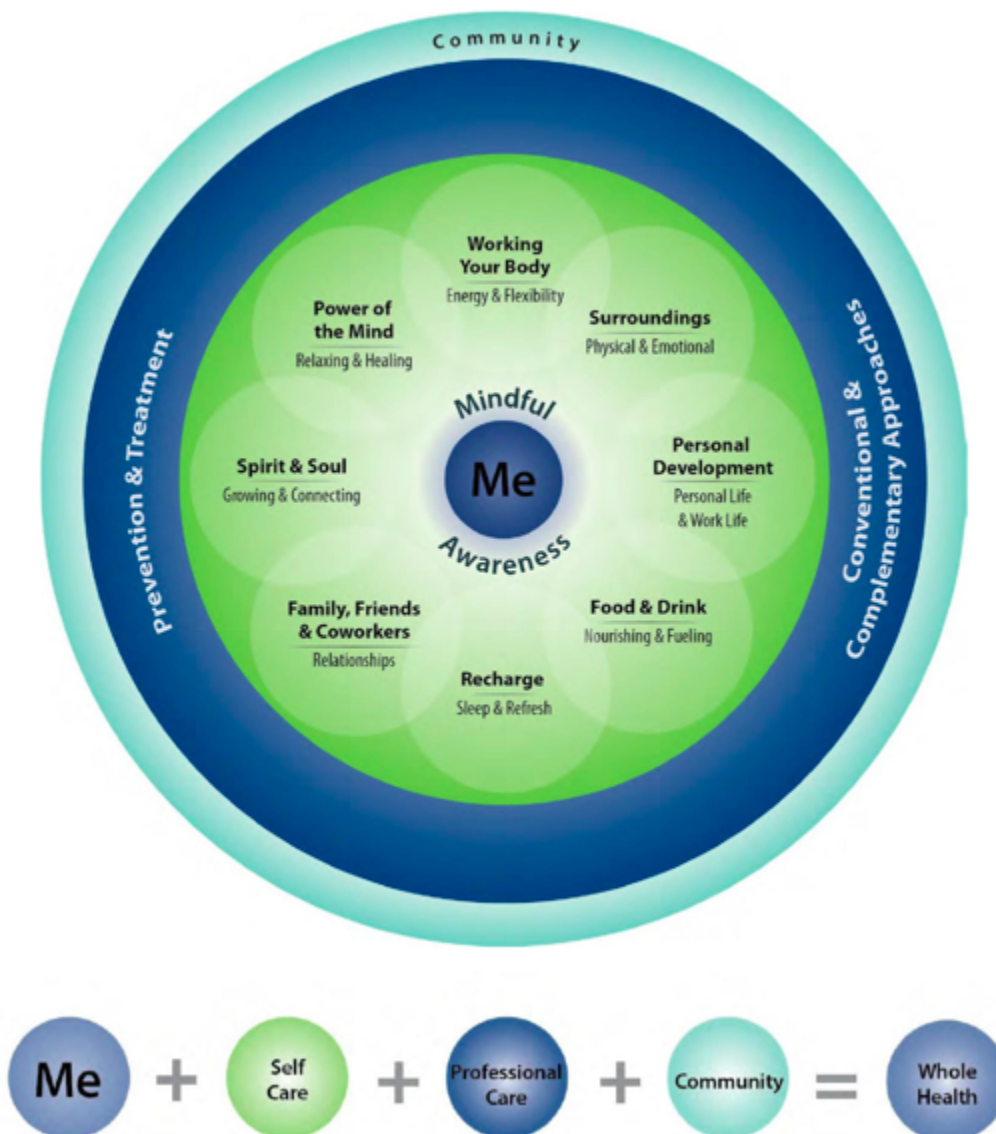 Community
Working
Your Body
Energy & Flexibility
Power of
the Mind
Relaxing & Healing
Surroundings
Physical & Emotional
Mindful
Me
Awareness
Spirit & Soul
Growing & Connecting
Personal
Development
Personal Life
& Work Life
Family, Friends
& Coworkers
Relationships
Food & Drink
Nourishing & Fueling
Recharge
Sleep & Refresh
Prevention & Treatment
Conventional &
Complementary Approaches
Me
+
Self
Care
+
Professional
Care
+
Community
=
Whole
Health